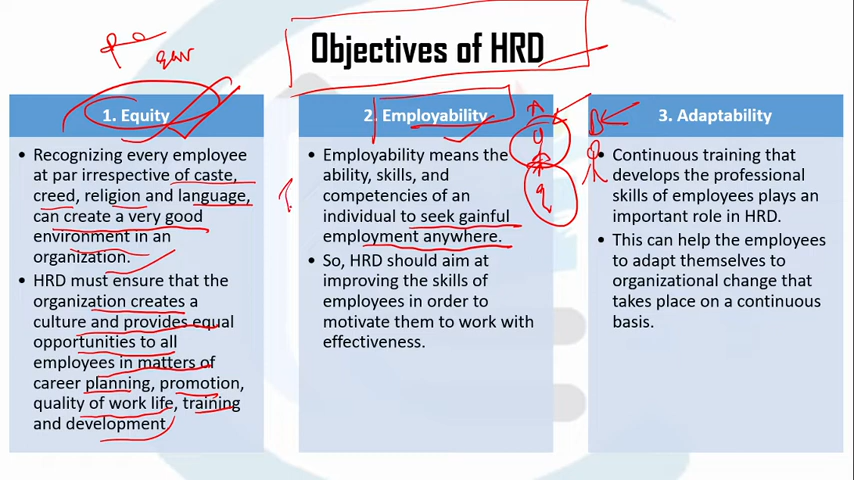 Objectives of HRD
1. Equity
• Recognizing every employee
at par irrespective of caste,
creed, religion and language,
can create a very good
environment in an
organization.
• HRD must ensure that the
organization creates a
culture and provides equal
opportunities to all
employees in matters of
career planning, promotion,
quality of work life, training
and development
2. Employability
• Employability means the
ability, skills, and
competencies of an
individual to seek gainful
employment anywhere.
• So, HRD should aim at
improving the skills of
employees in order to
motivate them to work with
effectiveness.
3. Adaptability
• Continuous training that
develops the professional
skills of employees plays an
important role in HRD.
• This can help the employees
to adapt themselves to
organizational change that
takes place on a continuous
basis.